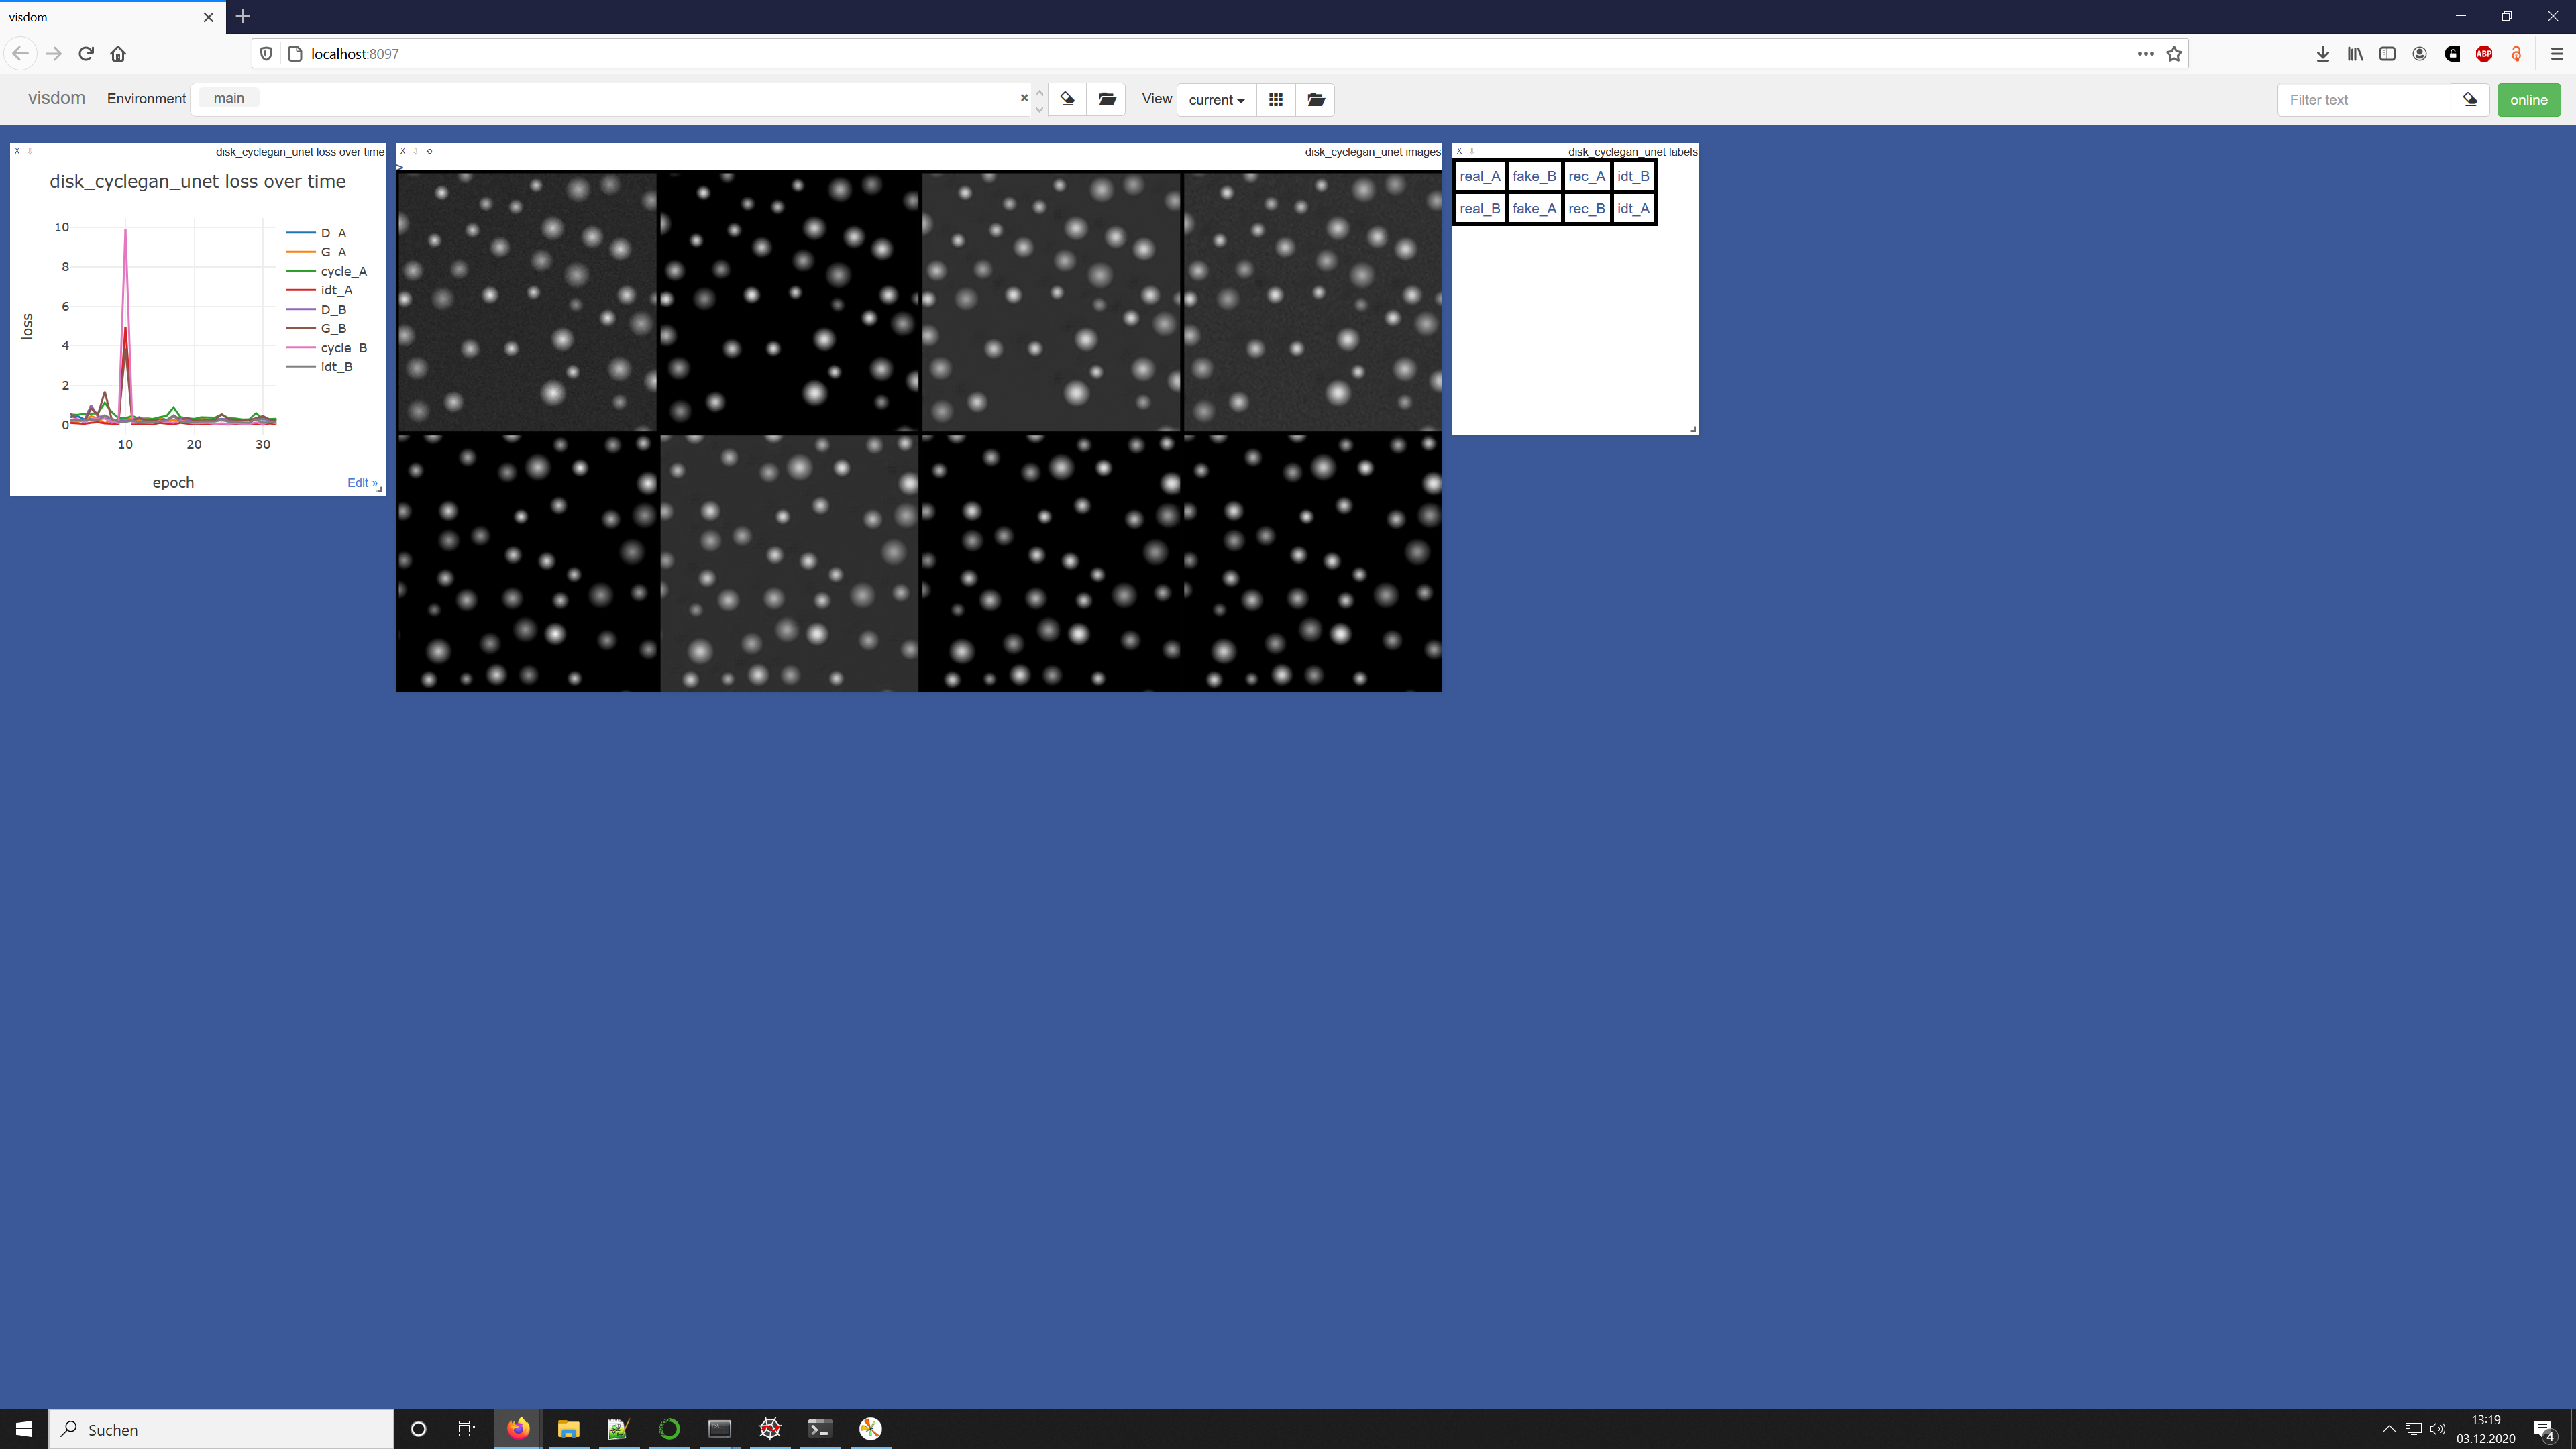 visdom
localhost:8097
ABP
visdom Environment main View current Filter text online
X disk_cyclegan_unet loss over time
disk_cyclegan_unet loss over time
10
8
6
4
2
0
loss
10 20 30
epoch
D_A
G_A
cycle_A
idt_A
D_B
G_B
cycle_B
idt_B
Edit »
X disk_cyclegan_unet images
>
X disk_cyclegan_unet labels
real_A fake_B rec_A idt_B
real_B fake_A rec_B idt_A
Suchen
13:19
03.12.2020
4